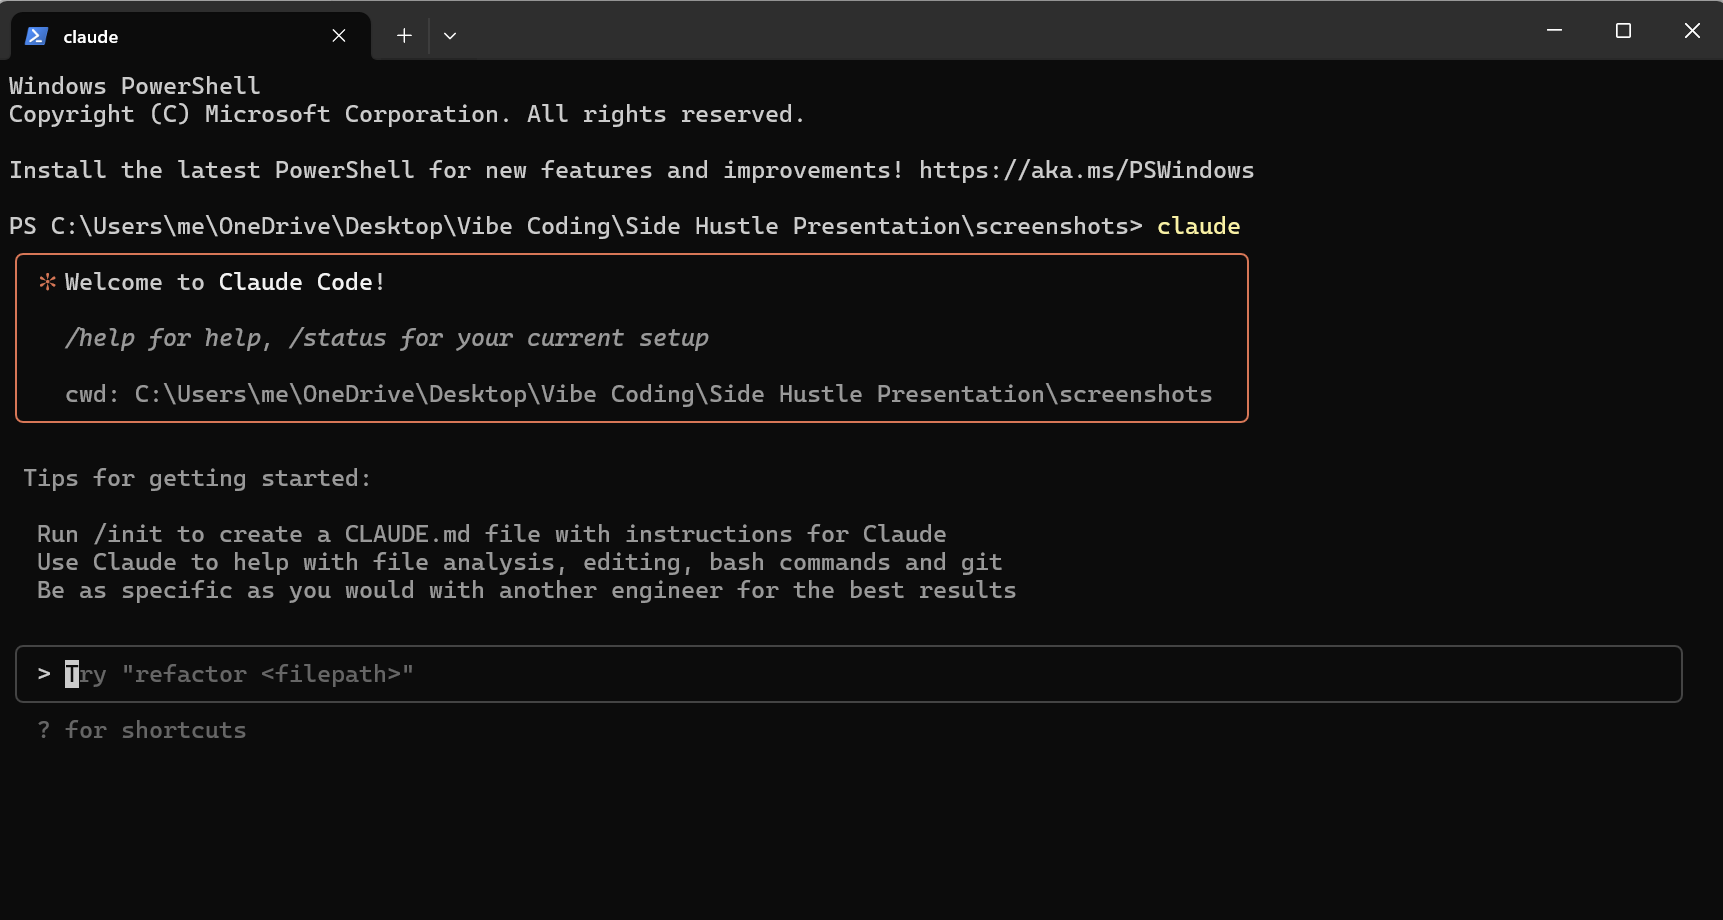 claude
Windows PowerShell
Copyright (C) Microsoft Corporation. All rights reserved.
Install the latest PowerShell for new features and improvements! https://aka.ms/PSWindows
PS C:\Users\me\OneDrive\Desktop\Vibe Coding\Side Hustle Presentation\screenshots> claude
* Welcome to Claude Code!
/help for help, /status for your current setup
cwd: C:\Users\me\OneDrive\Desktop\Vibe Coding\Side Hustle Presentation\screenshots
Tips for getting started:
Run /init to create a CLAUDE.md file with instructions for Claude
Use Claude to help with file analysis, editing, bash commands and git
Be as specific as you would with another engineer for the best results
> Try "refactor <filepath>"
? for shortcuts